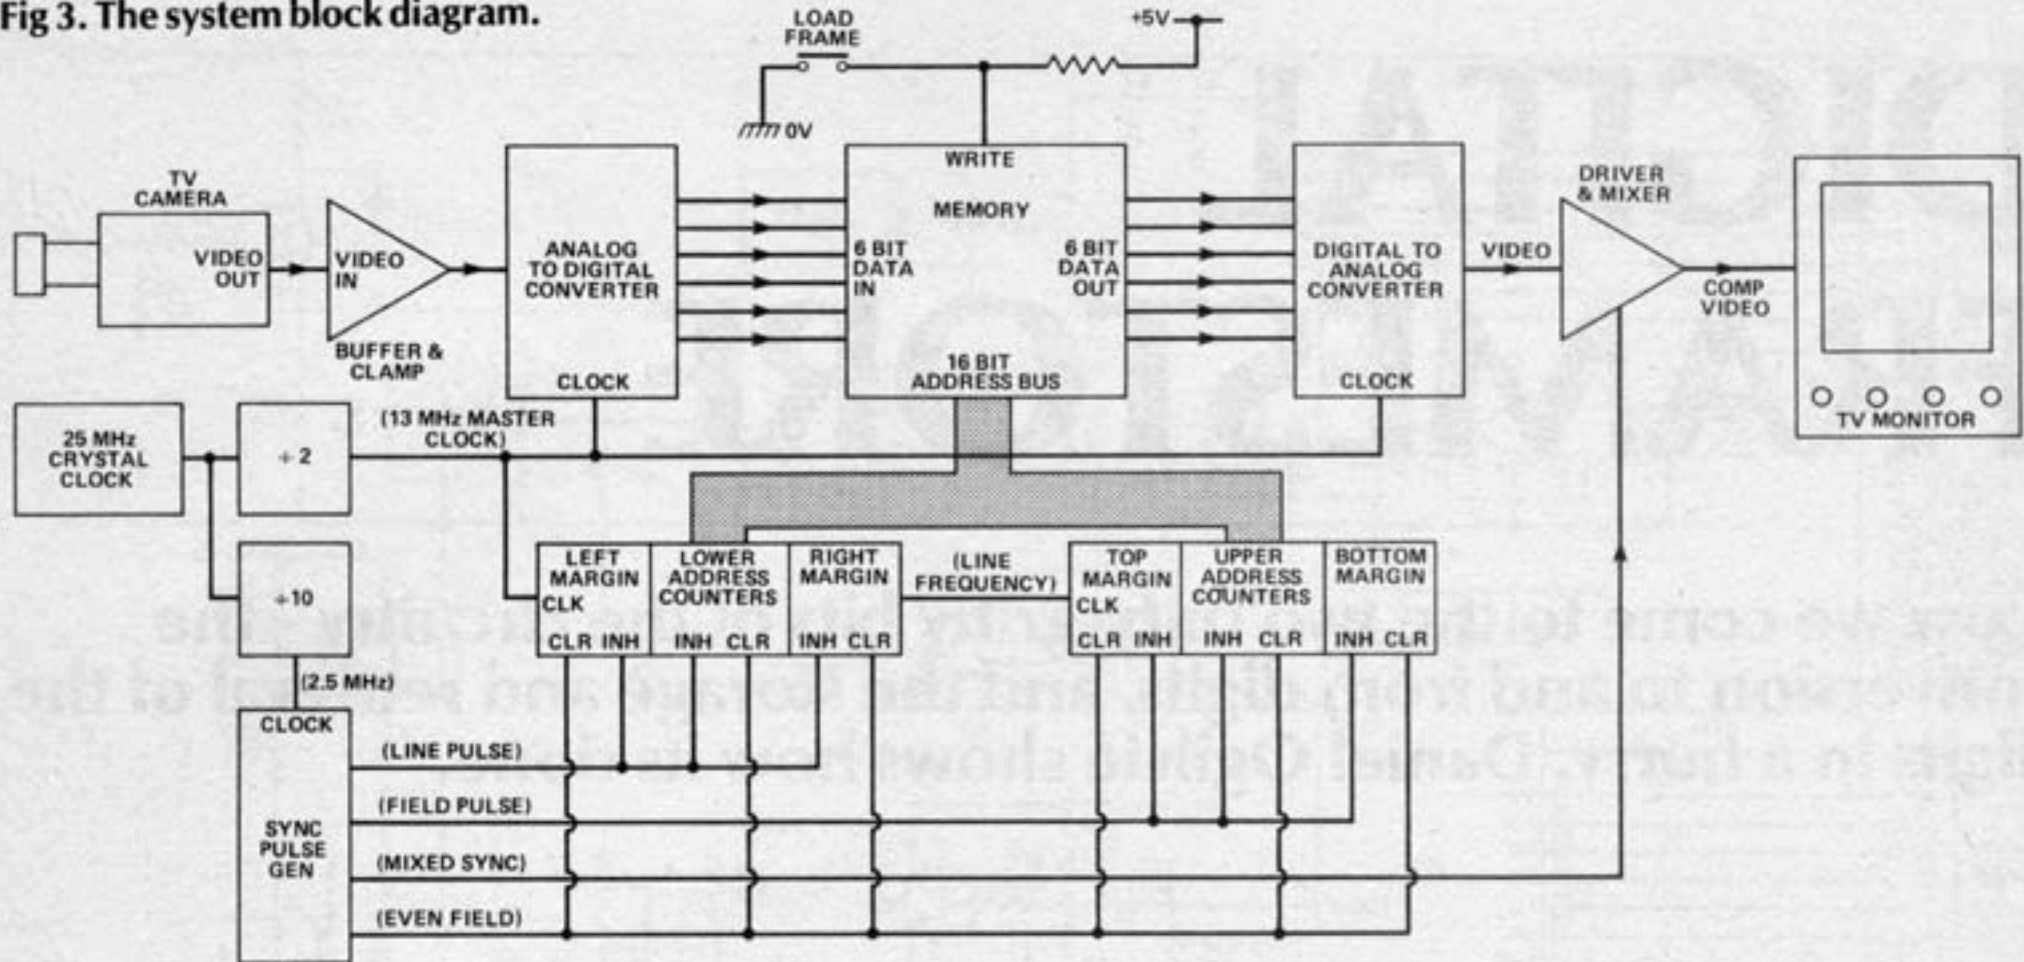 Fig 3. The system block diagram.
LOAD
FRAME
+5V
0V
TV
CAMERA
VIDEO
OUT
VIDEO
IN
BUFFER &
CLAMP
ANALOG
TO DIGITAL
CONVERTER
CLOCK
WRITE
MEMORY
6 BIT
DATA
IN
6 BIT
DATA
OUT
16 BIT
ADDRESS BUS
DIGITAL TO
ANALOG
CONVERTER
CLOCK
VIDEO
DRIVER
& MIXER
COMP
VIDEO
TV MONITOR
25 MHz
CRYSTAL
CLOCK
÷ 2
(13 MHz MASTER
CLOCK)
÷10
(2.5 MHz)
LEFT
MARGIN
CLK
CLR INH
LOWER
ADDRESS
COUNTERS
INH CLR
RIGHT
MARGIN
INH CLR
(LINE
FREQUENCY)
TOP
MARGIN
CLK
CLR INH
UPPER
ADDRESS
COUNTERS
INH CLR
BOTTOM
MARGIN
INH CLR
CLOCK
SYNC
PULSE
GEN
(LINE PULSE)
(FIELD PULSE)
(MIXED SYNC)
(EVEN FIELD)